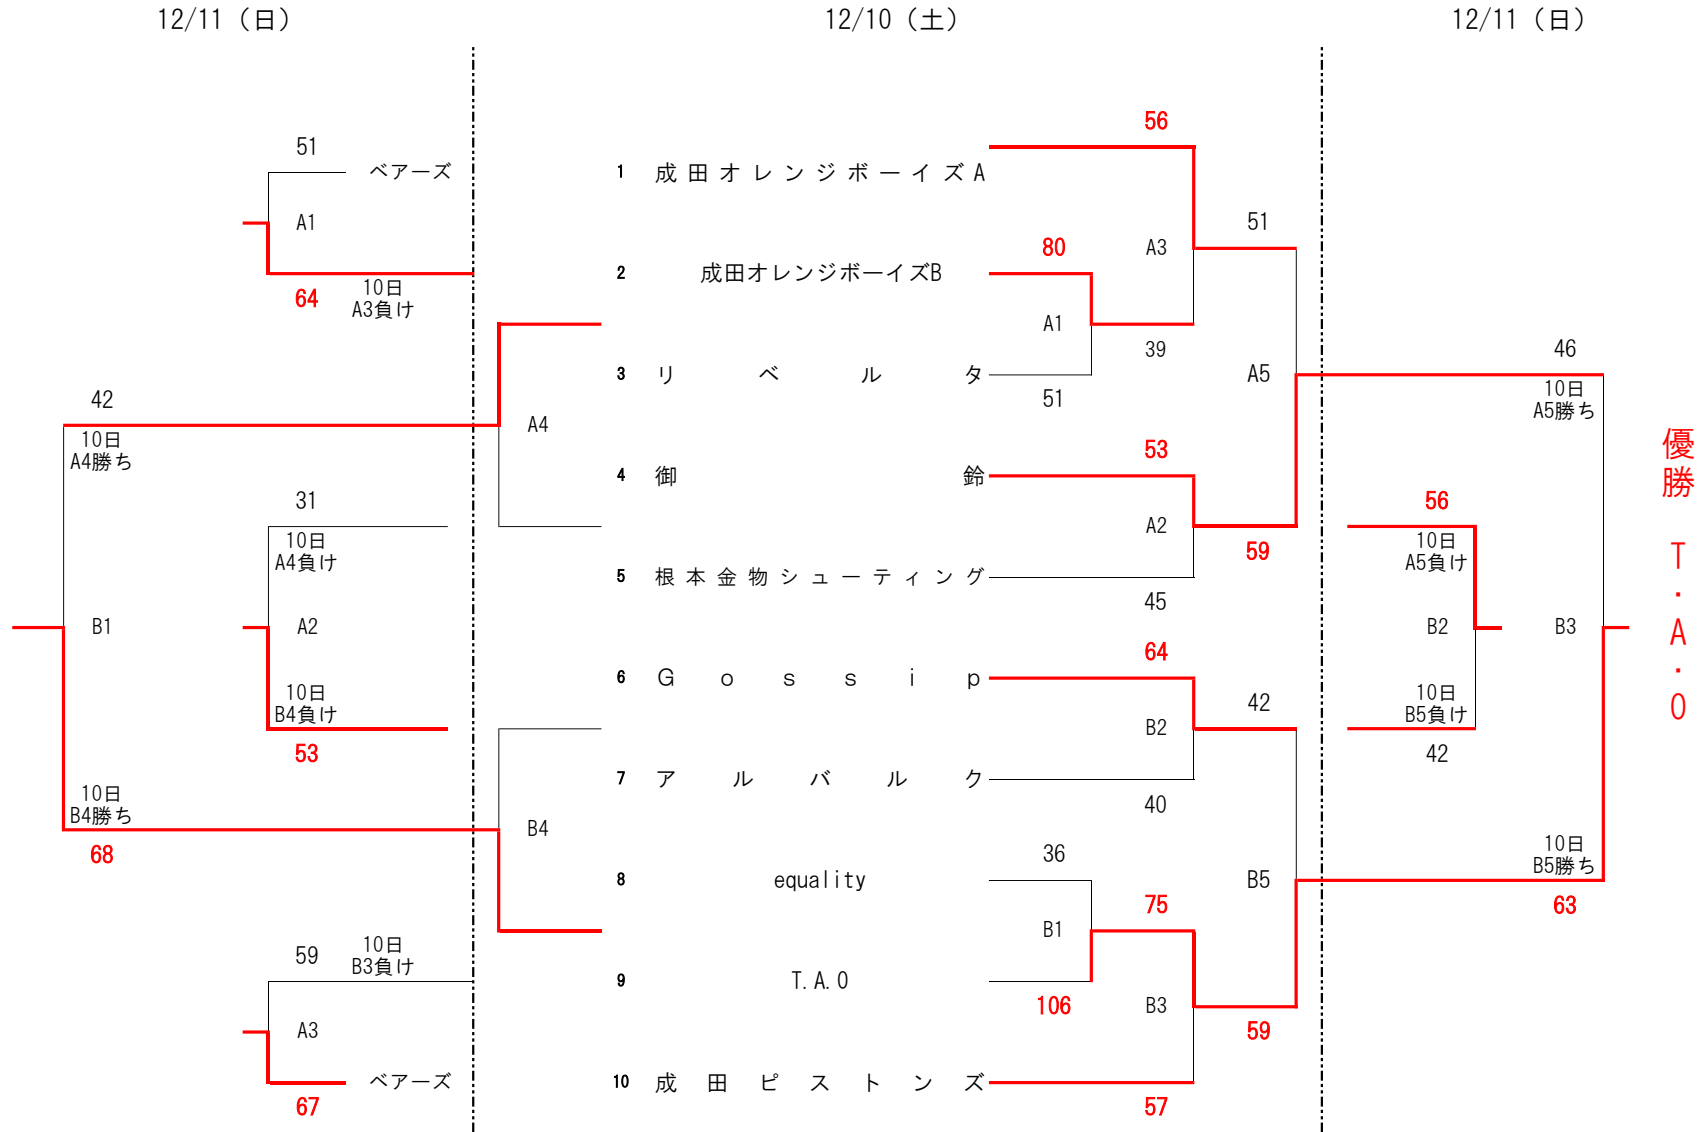 12/11（日）
12/10（土）
12/11（日）
51
ベアーズ
A1
64
10日
A3負け
42
10日
A4勝ち
31
10日
A4負け
B1
A2
10日
B4負け
53
10日
B4勝ち
68
59
10日
B3負け
A3
ベアーズ
67
A4
B4
1 成田オレンジボーイズA
2 成田オレンジボーイズB
3 リベルタ
4 御鈴
5 根本金物シューティング
6 Gossip
7 アルバルク
8 equality
9 T.A.O
10 成田ピストンズ
56
80
A3
51
A1
39
51
A5
53
A2
59
45
64
42
B2
40
36
B5
75
B1
106
B3
59
57
46
10日
A5勝ち
56
10日
A5負け
B2
B3
10日
B5負け
42
10日
B5勝ち
63
優勝 T・A・O